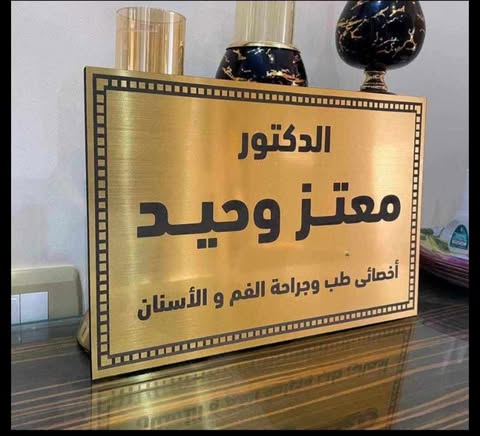 الدكتور
معتز وحيد
أخصائى طب وجراحة الفم و الأسنان